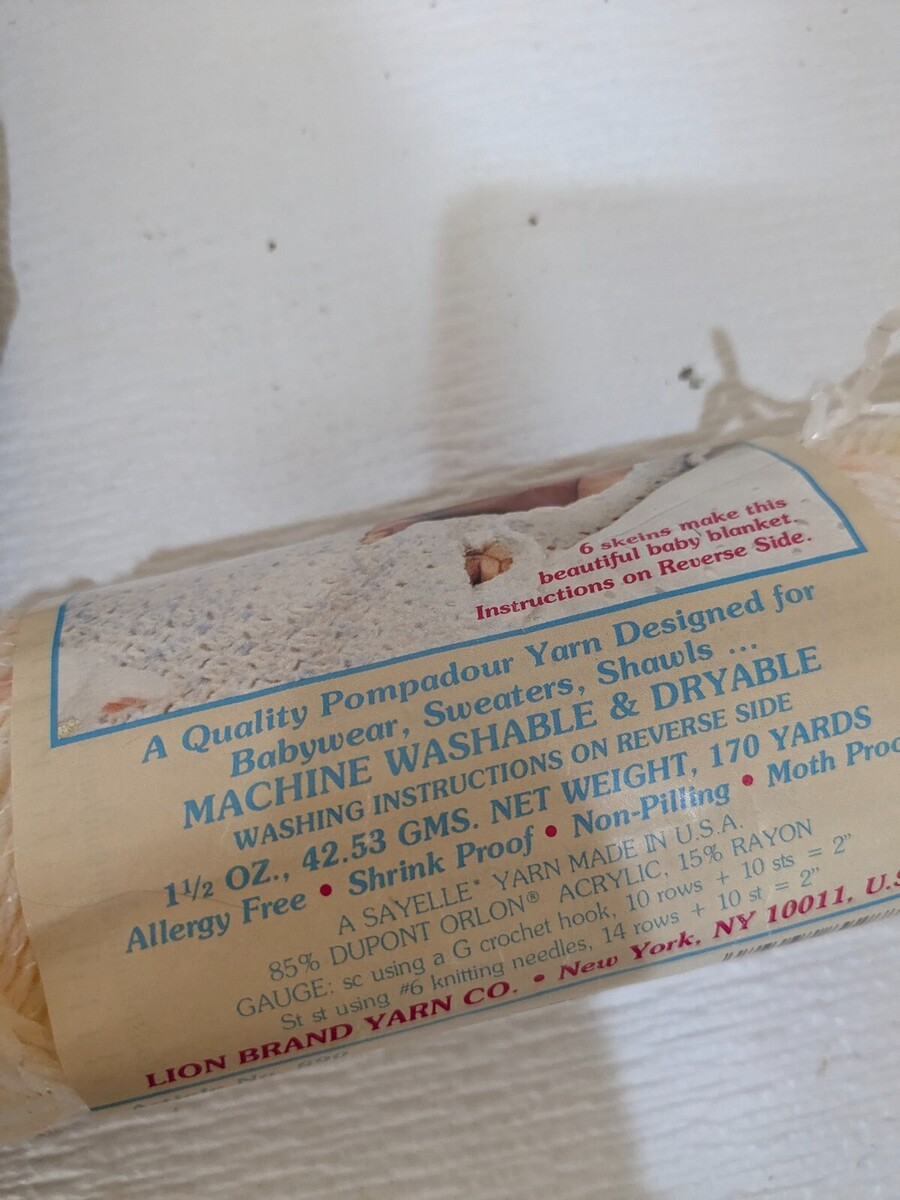 6 skeins make this
beautiful baby blanket.
Instructions on Reverse Side.
A Quality Pompadour Yarn Designed for
Babywear, Sweaters, Shawls ...
MACHINE WASHABLE & DRYABLE
WASHING INSTRUCTIONS ON REVERSE SIDE
1½ OZ., 42.53 GMS. NET WEIGHT, 170 YARDS
Allergy Free • Shrink Proof • Non-Pilling • Moth Proo
A SAYELLE* YARN MADE IN U.S.A.
85% DUPONT ORLON® ACRYLIC, 15% RAYON
GAUGE: sc using a G crochet hook, 10 rows + 10 sts = 2"
St st using #6 knitting needles, 14 rows + 10 st = 2"
LION BRAND YARN CO. • New York, NY 10011, U.S